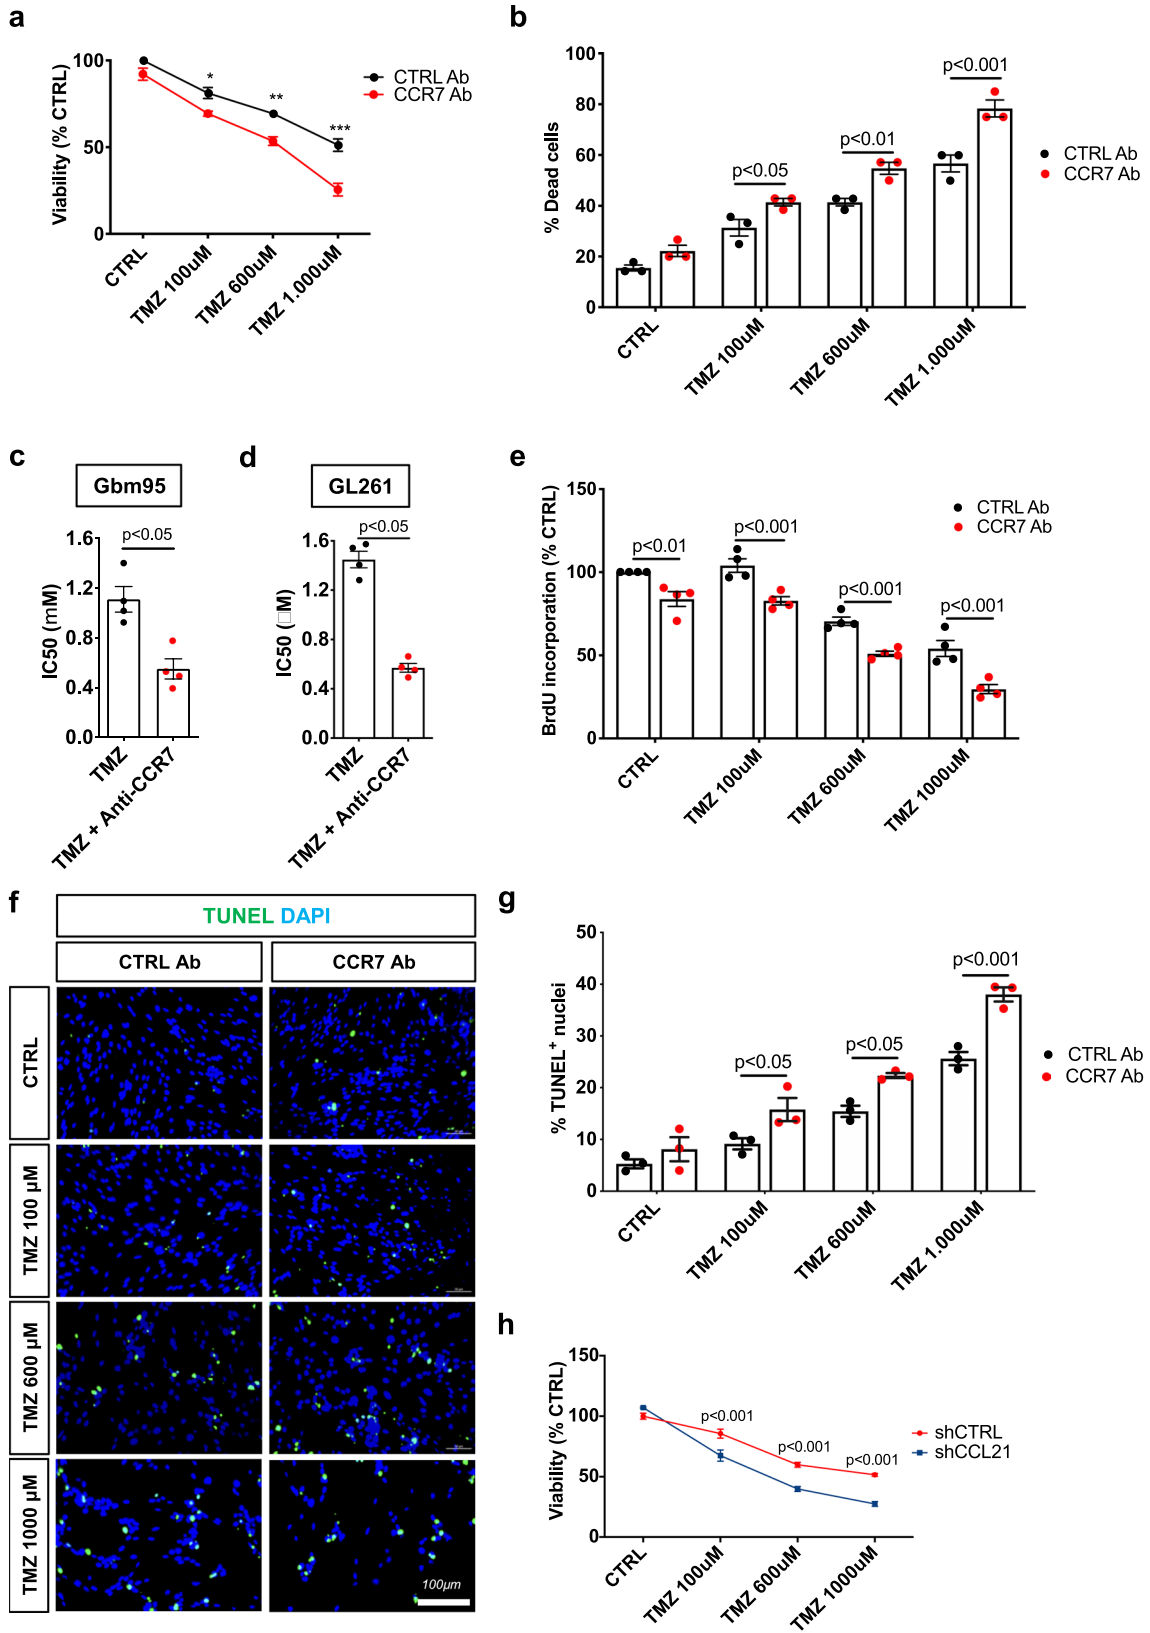 a
Viability (% CTRL)
100
50
0
*
**
***
CTRL Ab
CCR7 Ab
CTRL
TMZ 100uM
TMZ 600uM
TMZ 1.000uM
b
% Dead cells
100
80
60
40
20
0
p<0.05
p<0.01
p<0.001
CTRL Ab
CCR7 Ab
CTRL
TMZ 100uM
TMZ 600uM
TMZ 1.000uM
c
Gbm95
p<0.05
IC50 (mM)
1.6
1.2
0.8
0.4
0.0
TMZ
TMZ + Anti-CCR7
d
GL261
p<0.05
IC50 (□M)
1.6
1.2
0.8
0.4
0.0
TMZ
TMZ + Anti-CCR7
e
BrdU incorporation (% CTRL)
150
100
50
0
p<0.01
p<0.001
p<0.001
p<0.001
CTRL Ab
CCR7 Ab
CTRL
TMZ 100uM
TMZ 600uM
TMZ 1000uM
f
TUNEL DAPI
CTRL Ab
CCR7 Ab
CTRL
TMZ 100 µM
TMZ 600 µM
TMZ 1000 µM
100µm
g
% TUNEL+ nuclei
50
40
30
20
10
0
p<0.05
p<0.05
p<0.001
CTRL Ab
CCR7 Ab
CTRL
TMZ 100uM
TMZ 600uM
TMZ 1.000uM
h
Viability (% CTRL)
150
100
50
0
p<0.001
p<0.001
p<0.001
shCTRL
shCCL21
CTRL
TMZ 100uM
TMZ 600uM
TMZ 1000uM